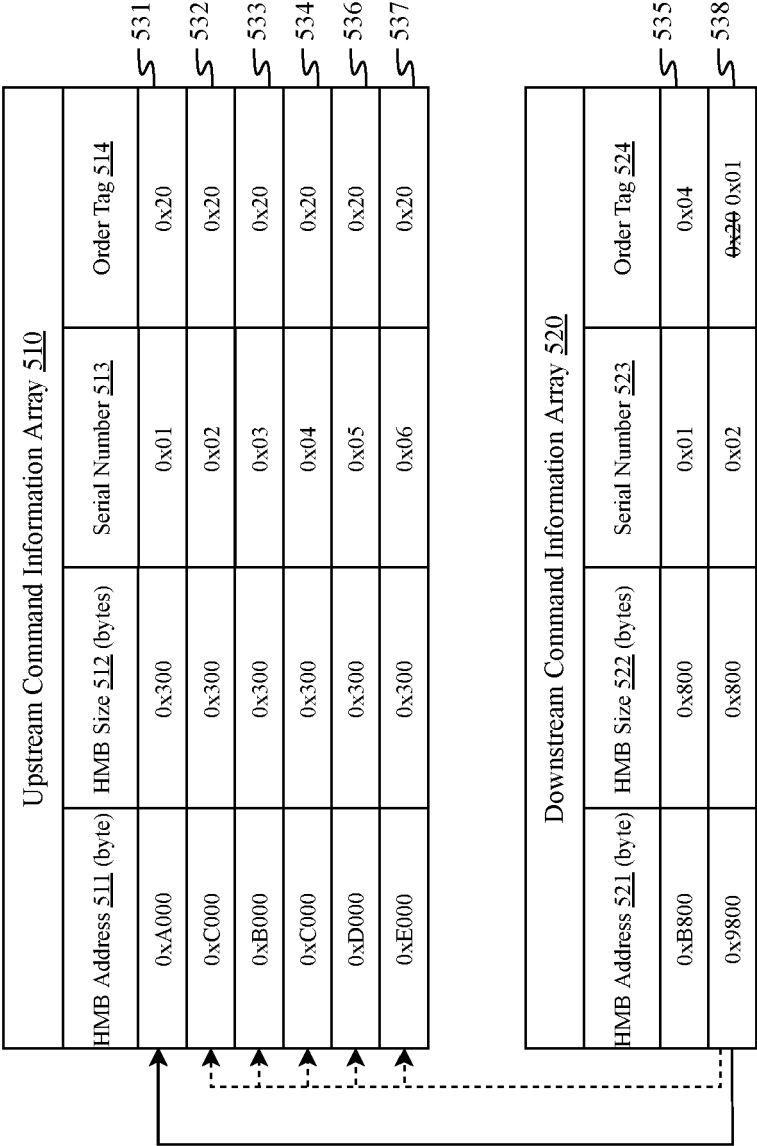 Upstream Command Information Array 510
HMB Address 511 (byte) HMB Size 512 (bytes) Serial Number 513 Order Tag 514
0xA000 0x300 0x01 0x20 531
0xC000 0x300 0x02 0x20 532
0xB000 0x300 0x03 0x20 533
0xC000 0x300 0x04 0x20 534
0xD000 0x300 0x05 0x20 536
0xE000 0x300 0x06 0x20 537
Downstream Command Information Array 520
HMB Address 521 (byte) HMB Size 522 (bytes) Serial Number 523 Order Tag 524
0xB800 0x800 0x01 0x04 535
0x9800 0x800 0x02 0x20 0x01 538